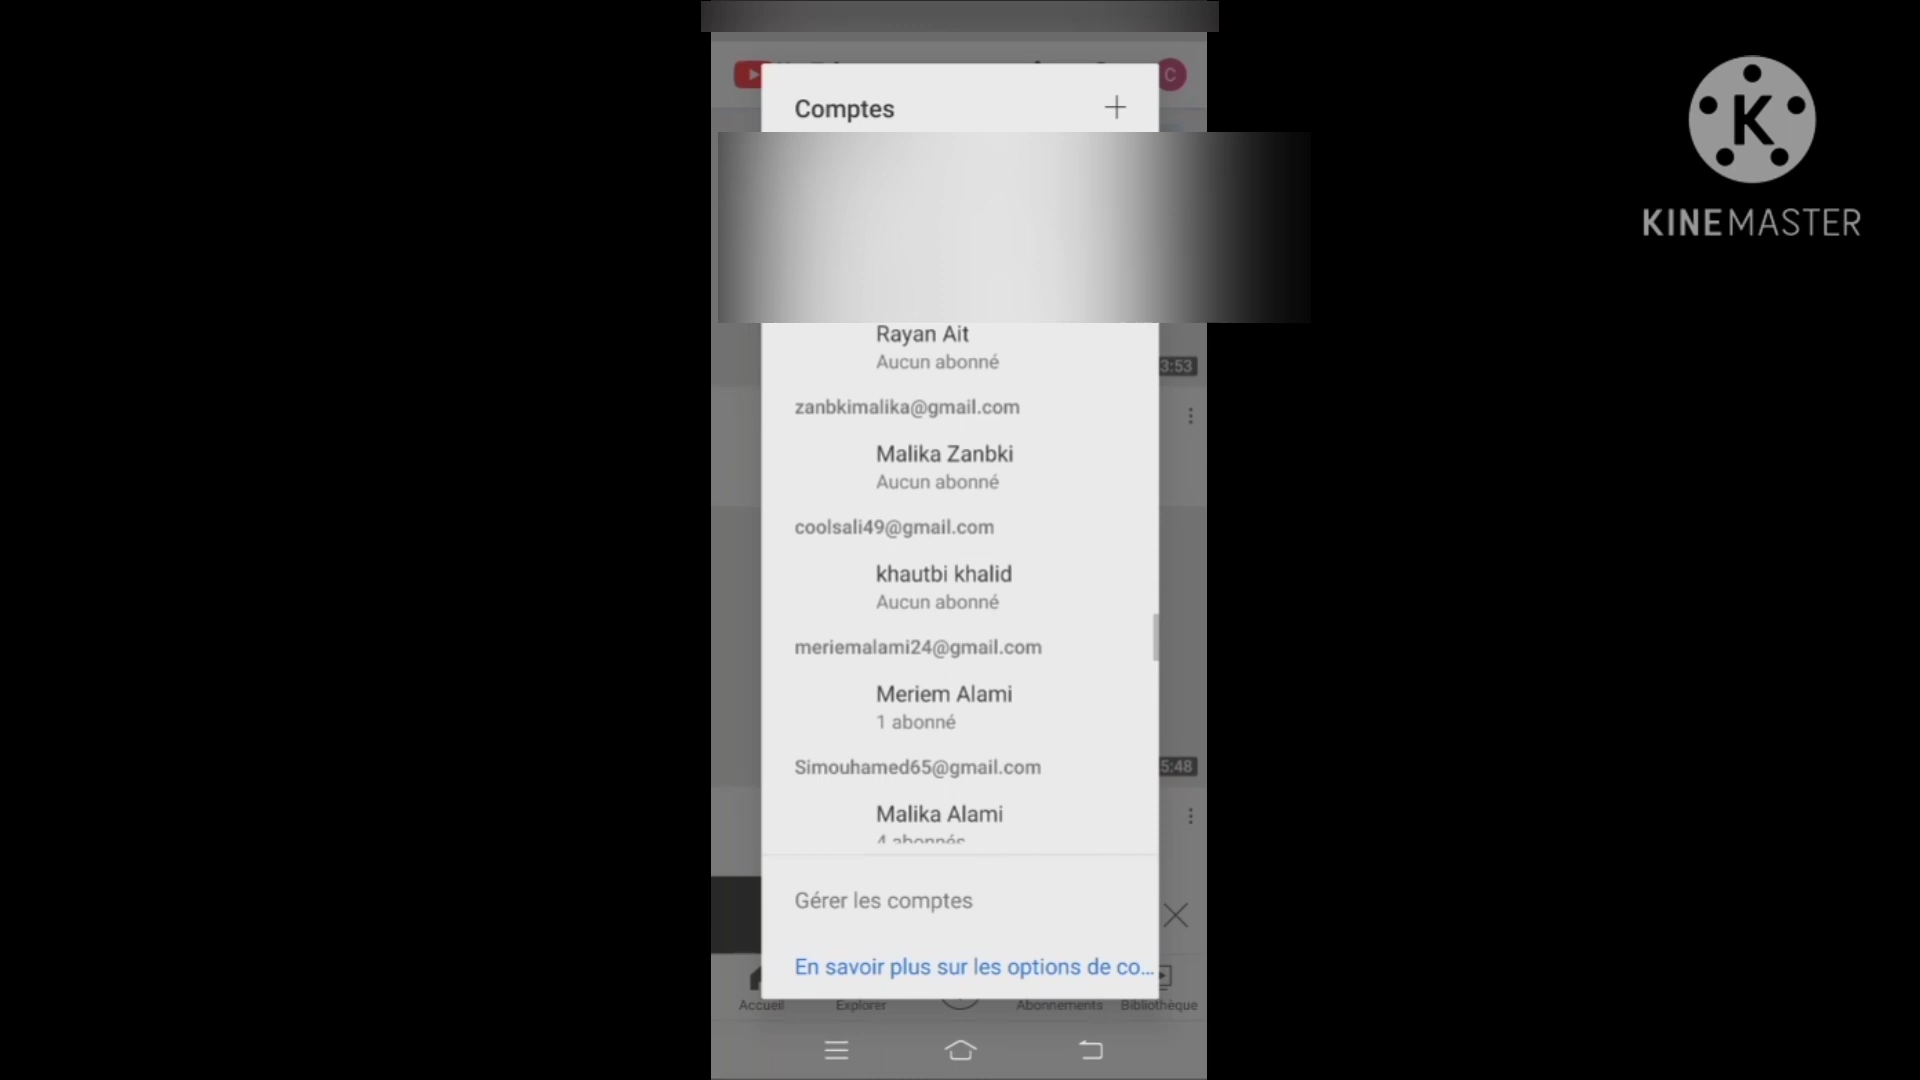 C
Comptes
K
KINEMASTER
Rayan Ait
Aucun abonné
3:53
zanbkimalika@gmail.com
Malika Zanbki
Aucun abonné
coolsali49@gmail.com
khautbi khalid
Aucun abonné
meriemalami24@gmail.com
Meriem Alami
1 abonné
Simouhamed65@gmail.com
5:48
Malika Alami
4 abonnés
Gérer les comptes
En savoir plus sur les options de co...
Accueil
Explorer
Abonnements
Bibliothèque